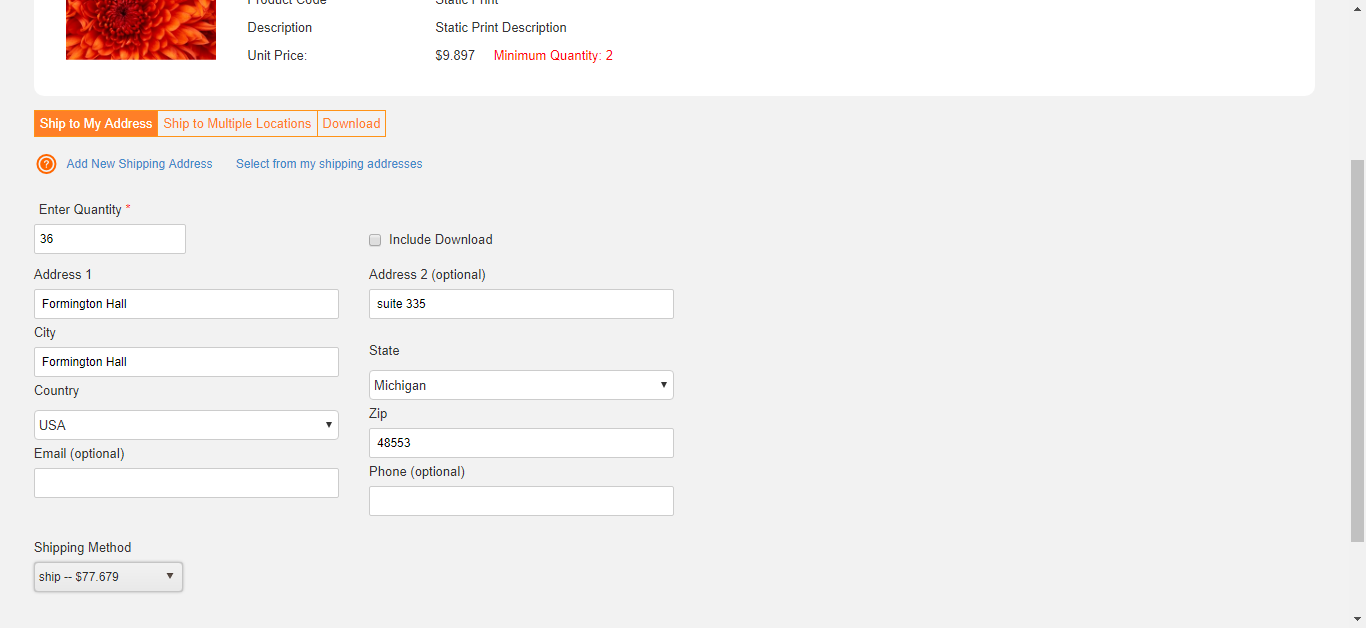 Product Code Static Print
Description Static Print Description
Unit Price: $9.897 Minimum Quantity: 2
Ship to My Address Ship to Multiple Locations Download
? Add New Shipping Address Select from my shipping addresses
Enter Quantity *
36
Include Download
Address 1 Address 2 (optional)
Formington Hall suite 335
City
State
Formington Hall
Michigan
Country
Zip
USA
48553
Email (optional)
Phone (optional)
Shipping Method
ship -- $77.679